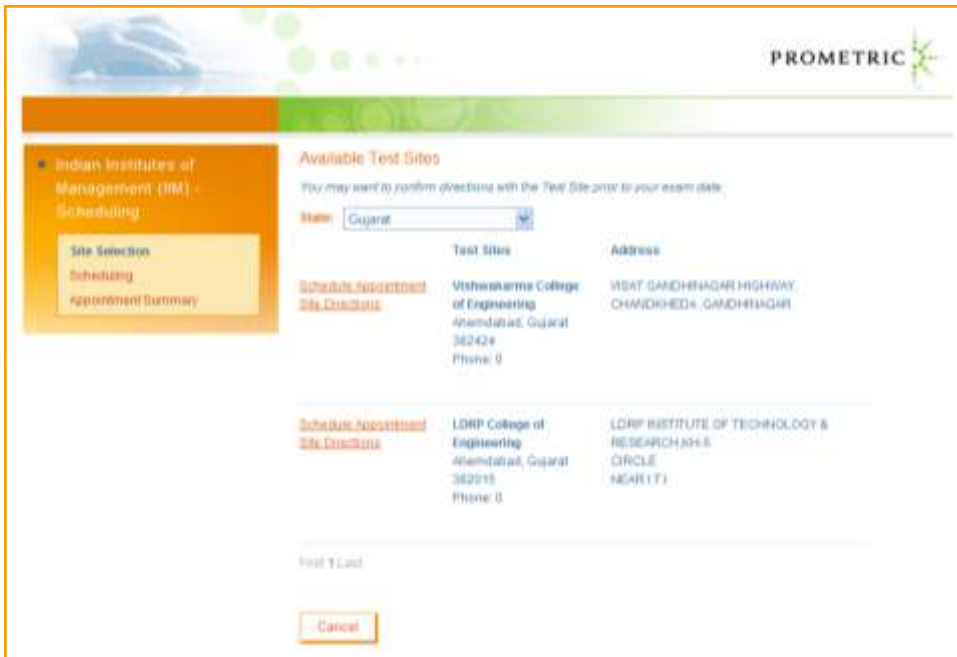 PROMETRIC
Indian Institutes of
Management (IIM) -
Scheduling
Site Selection
Scheduling
Appointment Summary
Available Test Sites
You may want to confirm directions with the Test Site prior to your exam date.
State: Gujarat
Test Sites Address
Schedule Appointment
Site Directions
Vishwakarma College
of Engineering
Ahemdabad, Gujarat
382424
Phone: 0
VISAT GANDHINAGAR HIGHWAY,
CHANDKHEDA, GANDHINAGAR
Schedule Appointment
Site Directions
LDRP College of
Engineering
Ahemdabad, Gujarat
382015
Phone: 0
LDRP INSTITUTE OF TECHNOLOGY &
CIRCLE
NEAR I.T.I
First 1 Last
Cancel